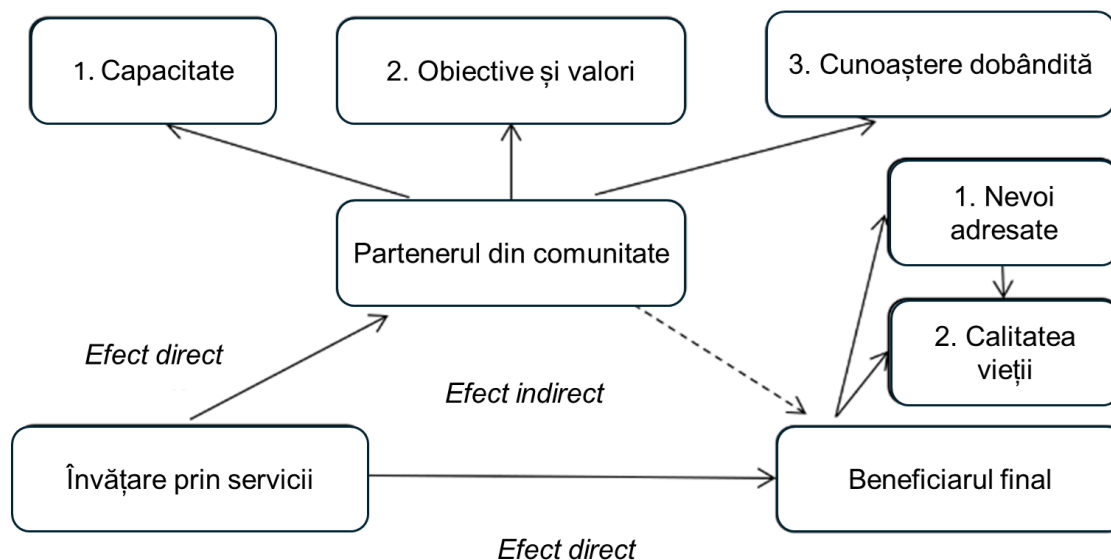 1. Capacitate
2. Obiective și valori
3. Cunoaștere dobândită
1. Nevoi
adresate
Partenerul din comunitate
2. Calitatea
vieții
Efect direct
Efect indirect
Învățare prin servicii
Beneficiarul final
Efect direct